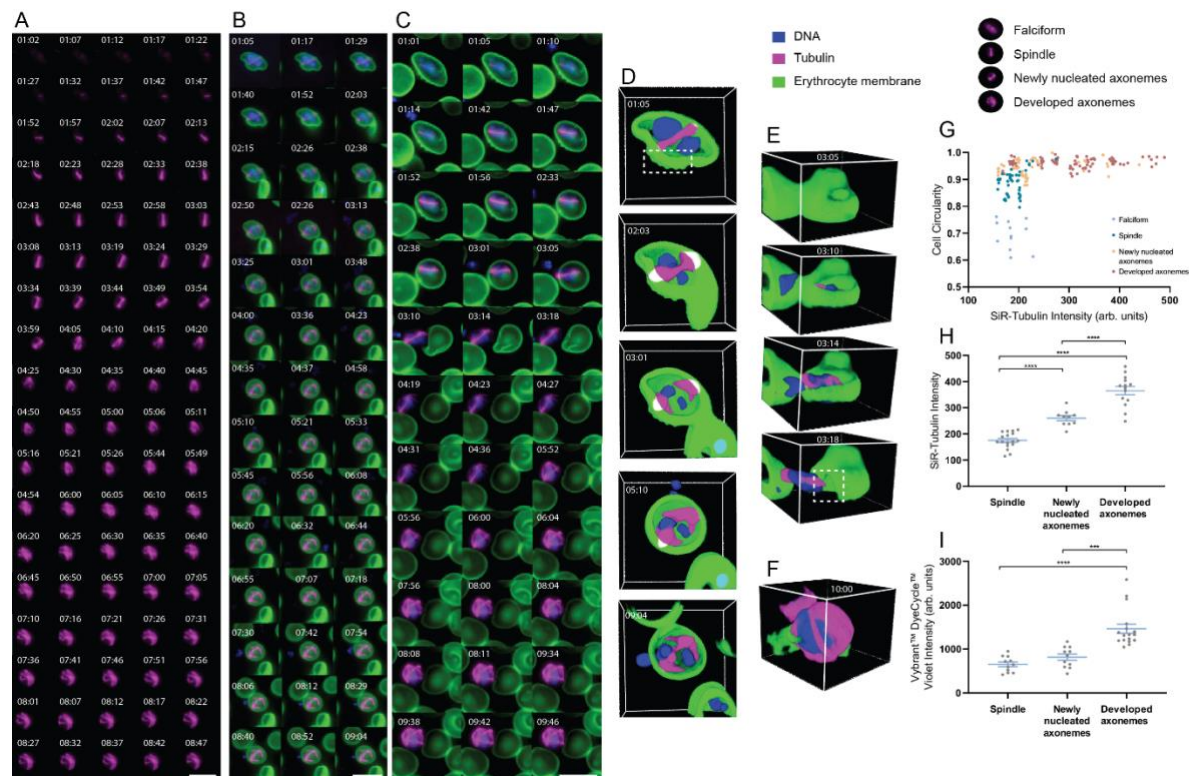 A
01:02 01:07 01:12 01:17 01:22
01:27 01:32 01:37 01:42 01:47
01:52 01:57 02:02 02:07 02:13
02:18 02:23 02:28 02:33 02:38
02:43 02:48 02:53 02:58 03:03
03:08 03:13 03:19 03:24 03:29
03:34 03:39 03:44 03:49 03:54
03:59 04:05 04:10 04:15 04:20
04:25 04:30 04:35 04:40 04:45
04:50 04:55 05:00 05:06 05:11
05:16 05:21 05:26 05:49
04:54 06:00 06:05 06:10 06:15
06:20 06:25 06:30 06:35 06:40
06:45 06:50 06:55 07:00 07:05
07:10 07:16 07:21 07:26 07:31
07:36 07:41 07:46 07:51 07:56
08:01 08:07 08:12 08:17 08:22
08:27 08:32 08:37 08:42 08:47
B
01:05 01:17 01:29
01:40 01:52 02:03
02:15 02:26 02:38
02:50 02:26 03:13
03:25 03:01 03:48
04:00 03:36 04:23
04:35 04:37 04:58
05:10 05:21 05:33
05:45 05:56 06:08
06:20 06:32 06:44
06:55 07:07 07:18
07:30 07:42 07:54
08:06 08:12 08:29
08:40 08:52 09:04
C
01:01 01:05 01:10
01:14 01:42 01:47
01:52 01:56 02:33
02:38 03:01 03:05
03:10 03:14 03:18
04:19 04:23 04:27
04:31 04:36 05:52
05:56 06:00 06:04
07:56 08:00 08:04
08:08 08:11 09:34
09:38 09:42 09:46
D
01:05
02:03
03:01
05:10
09:04
DNA
Tubulin
Erythrocyte membrane
E
03:05
03:10
03:14
03:18
F
10:00
Falciform
Spindle
Newly nucleated axonemes
Developed axonemes
G
Cell Circularity
1.0
0.9
0.8
0.7
0.6
0.5
Falciform
Spindle
Newly nucleated
axonemes
Developed axonemes
100 200 300 400 500
SiR-Tubulin Intensity (arb. units)
H
SiR-Tubulin Intensity
500
400
300
200
100
0
****
****
****
Spindle Newly nucleated axonemes Developed axonemes
I
Vybrant™ DyeCycle™
Violet Intensity (arb. units)
3000
2000
1000
0
***
****
Spindle Newly nucleated axonemes Developed axonemes